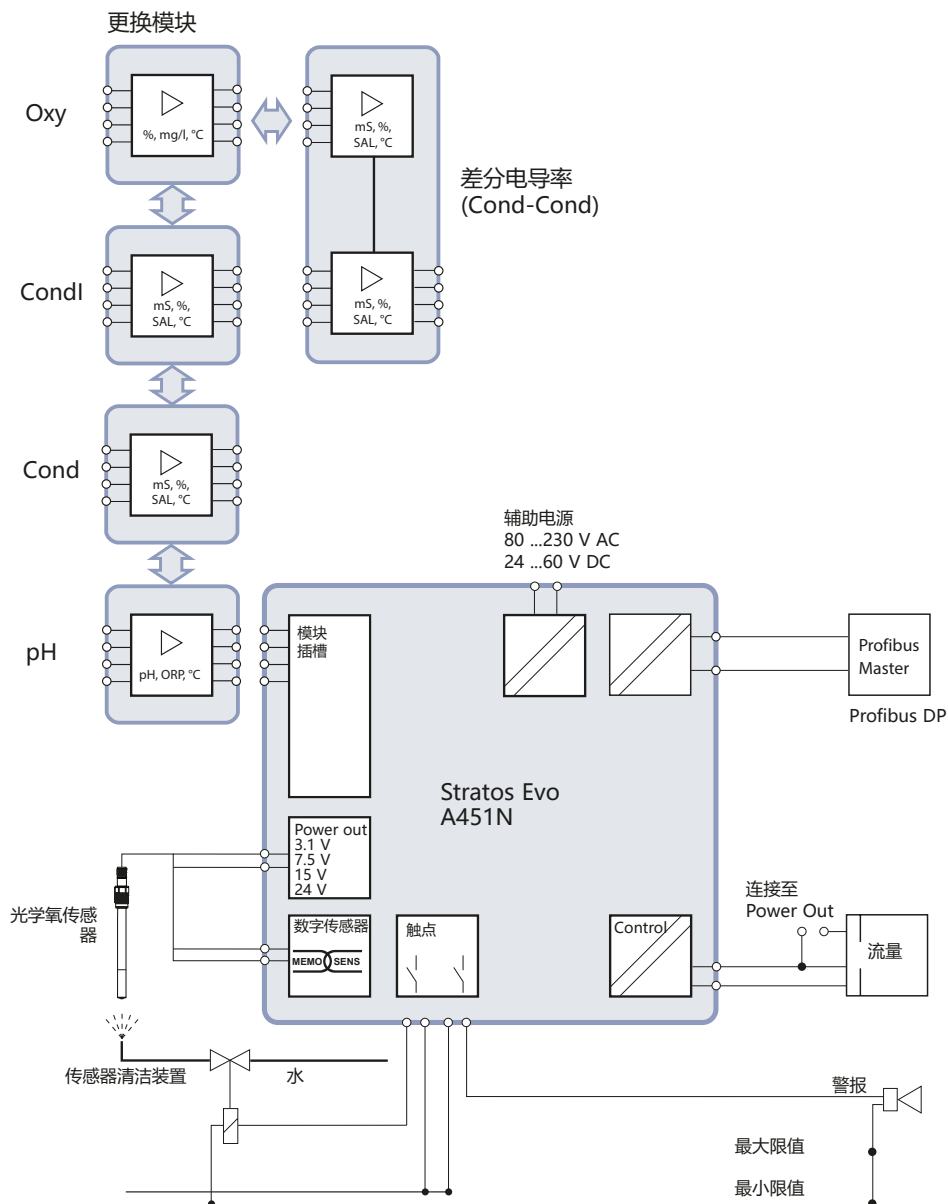 更换模块
Oxy
%, mg/l, °C
mS, %,
SAL, °C
差分电导率
(Cond-Cond)
CondI
mS, %,
SAL, °C
mS, %,
SAL, °C
Cond
mS, %,
SAL, °C
辅助电源
80 ...230 V AC
24 ...60 V DC
pH
pH, ORP, °C
模块
插槽
Profibus
Master
Profibus DP
Stratos Evo
A451N
Power out
3.1 V
7.5 V
15 V
24 V
光学氧传感
器
数字传感器
MEMO SENS
触点
Control
连接至
Power Out
流量
传感器清洁装置
水
警报
最大限值
最小限值